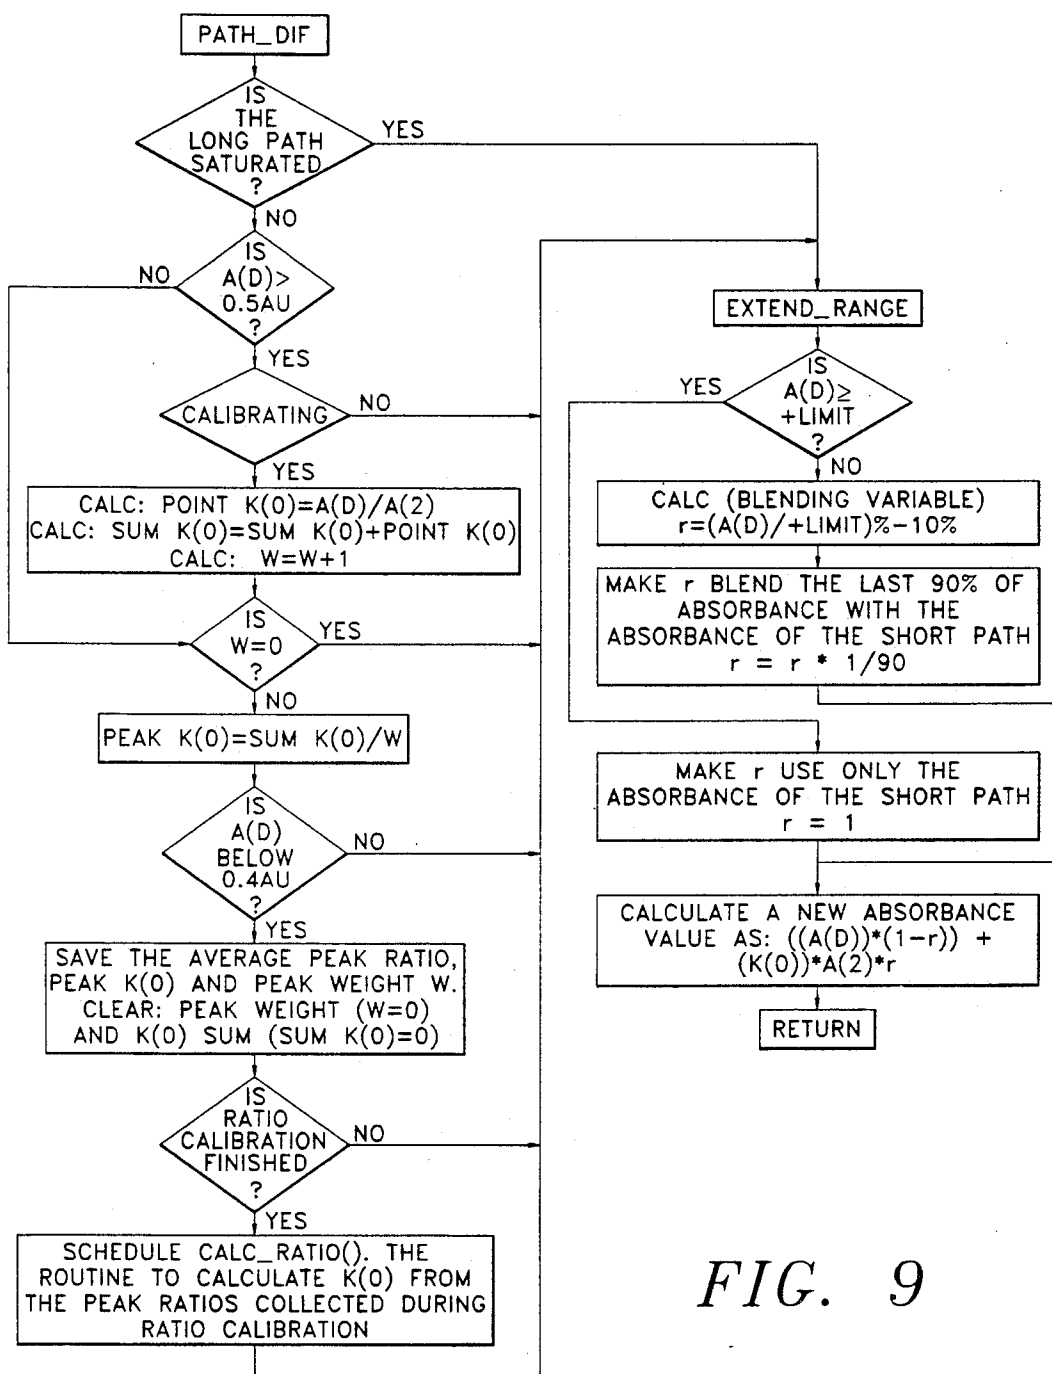 PATH_DIF
IS
THE
LONG PATH
SATURATED
?
YES
NO
IS
A(D)>
0.5AU
?
NO
YES
CALIBRATING
NO
YES
CALC: POINT K(0)=A(D)/A(2)
CALC: SUM K(0)=SUM K(0)+POINT K(0)
CALC: W=W+1
IS
W=0
?
YES
NO
PEAK K(0)=SUM K(0)/W
IS
A(D)
BELOW
0.4AU
?
NO
YES
SAVE THE AVERAGE PEAK RATIO,
PEAK K(0) AND PEAK WEIGHT W.
CLEAR: PEAK WEIGHT (W=0)
AND K(0) SUM (SUM K(0)=0)
IS
RATIO
CALIBRATION
FINISHED
?
NO
YES
SCHEDULE CALC_RATIO(). THE
ROUTINE TO CALCULATE K(0) FROM
THE PEAK RATIOS COLLECTED DURING
RATIO CALIBRATION
EXTEND_RANGE
IS
A(D)≥
+LIMIT
?
YES
NO
CALC (BLENDING VARIABLE)
r=(A(D)/+LIMIT)%-10%
MAKE r BLEND THE LAST 90% OF
ABSORBANCE WITH THE
ABSORBANCE OF THE SHORT PATH
r = r * 1/90
MAKE r USE ONLY THE
ABSORBANCE OF THE SHORT PATH
r = 1
CALCULATE A NEW ABSORBANCE
VALUE AS: ((A(D))*(1-r)) +
(K(0))*A(2)*r
RETURN
FIG. 9